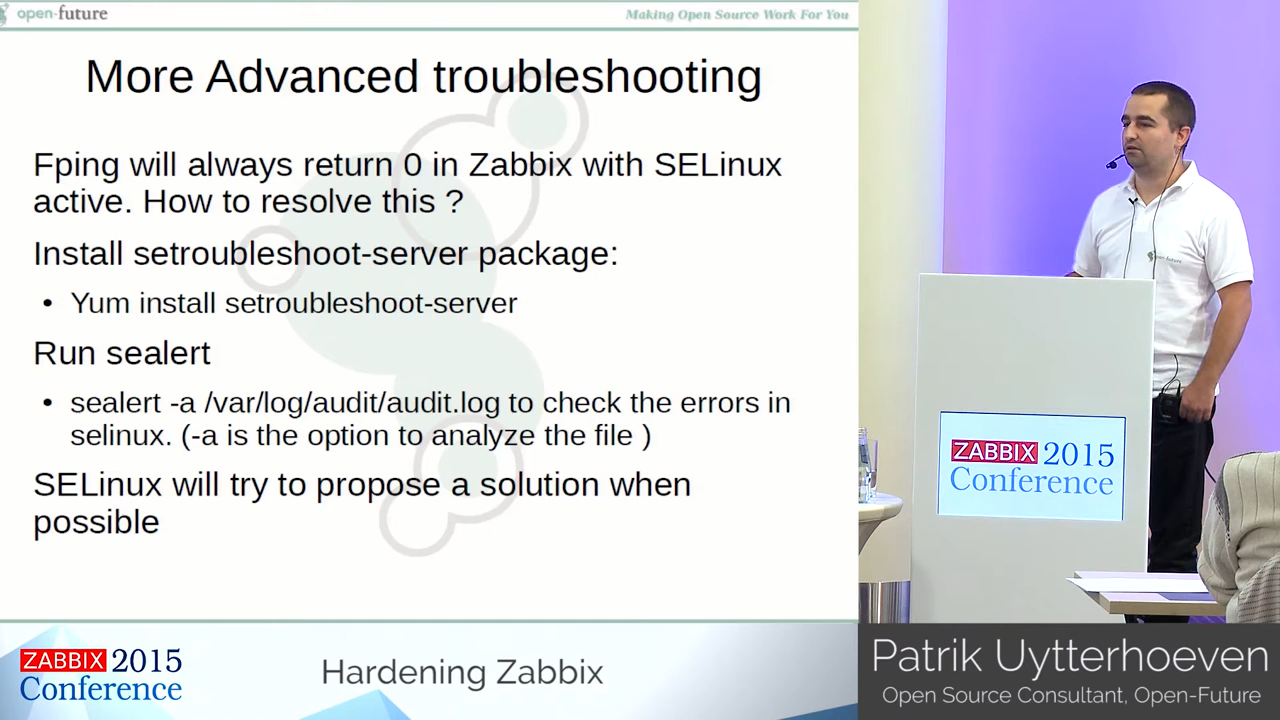 open-future
Making Open Source Work For You
More Advanced troubleshooting
Fping will always return 0 in Zabbix with SELinux
active. How to resolve this ?
Install setroubleshoot-server package:
• Yum install setroubleshoot-server
Run sealert
• sealert -a /var/log/audit/audit.log to check the errors in
selinux. (-a is the option to analyze the file )
SELinux will try to propose a solution when
possible
open-future
ZABBIX 2015
Conference
ZABBIX 2015
Conference
Hardening Zabbix
Patrik Uytterhoeven
Open Source Consultant, Open-Future